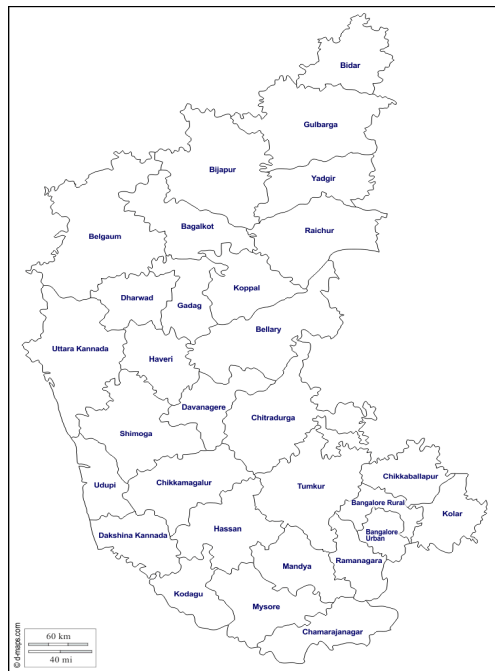 Bidar
Gulbarga
Bijapur
Yadgir
Bagalkot
Raichur
Belgaum
Koppal
Dharwad
Gadag
Bellary
Uttara Kannada
Haveri
Davanagere
Chitradurga
Shimoga
Chikkaballapur
Udupi
Chikkamagalur
Tumkur
Bangalore Rural
Kolar
Hassan
Bangalore
Urban
Dakshina Kannada
Mandya
Ramanagara
Kodagu
Mysore
Chamarajanagar
60 km
40 mi
© d-maps.com